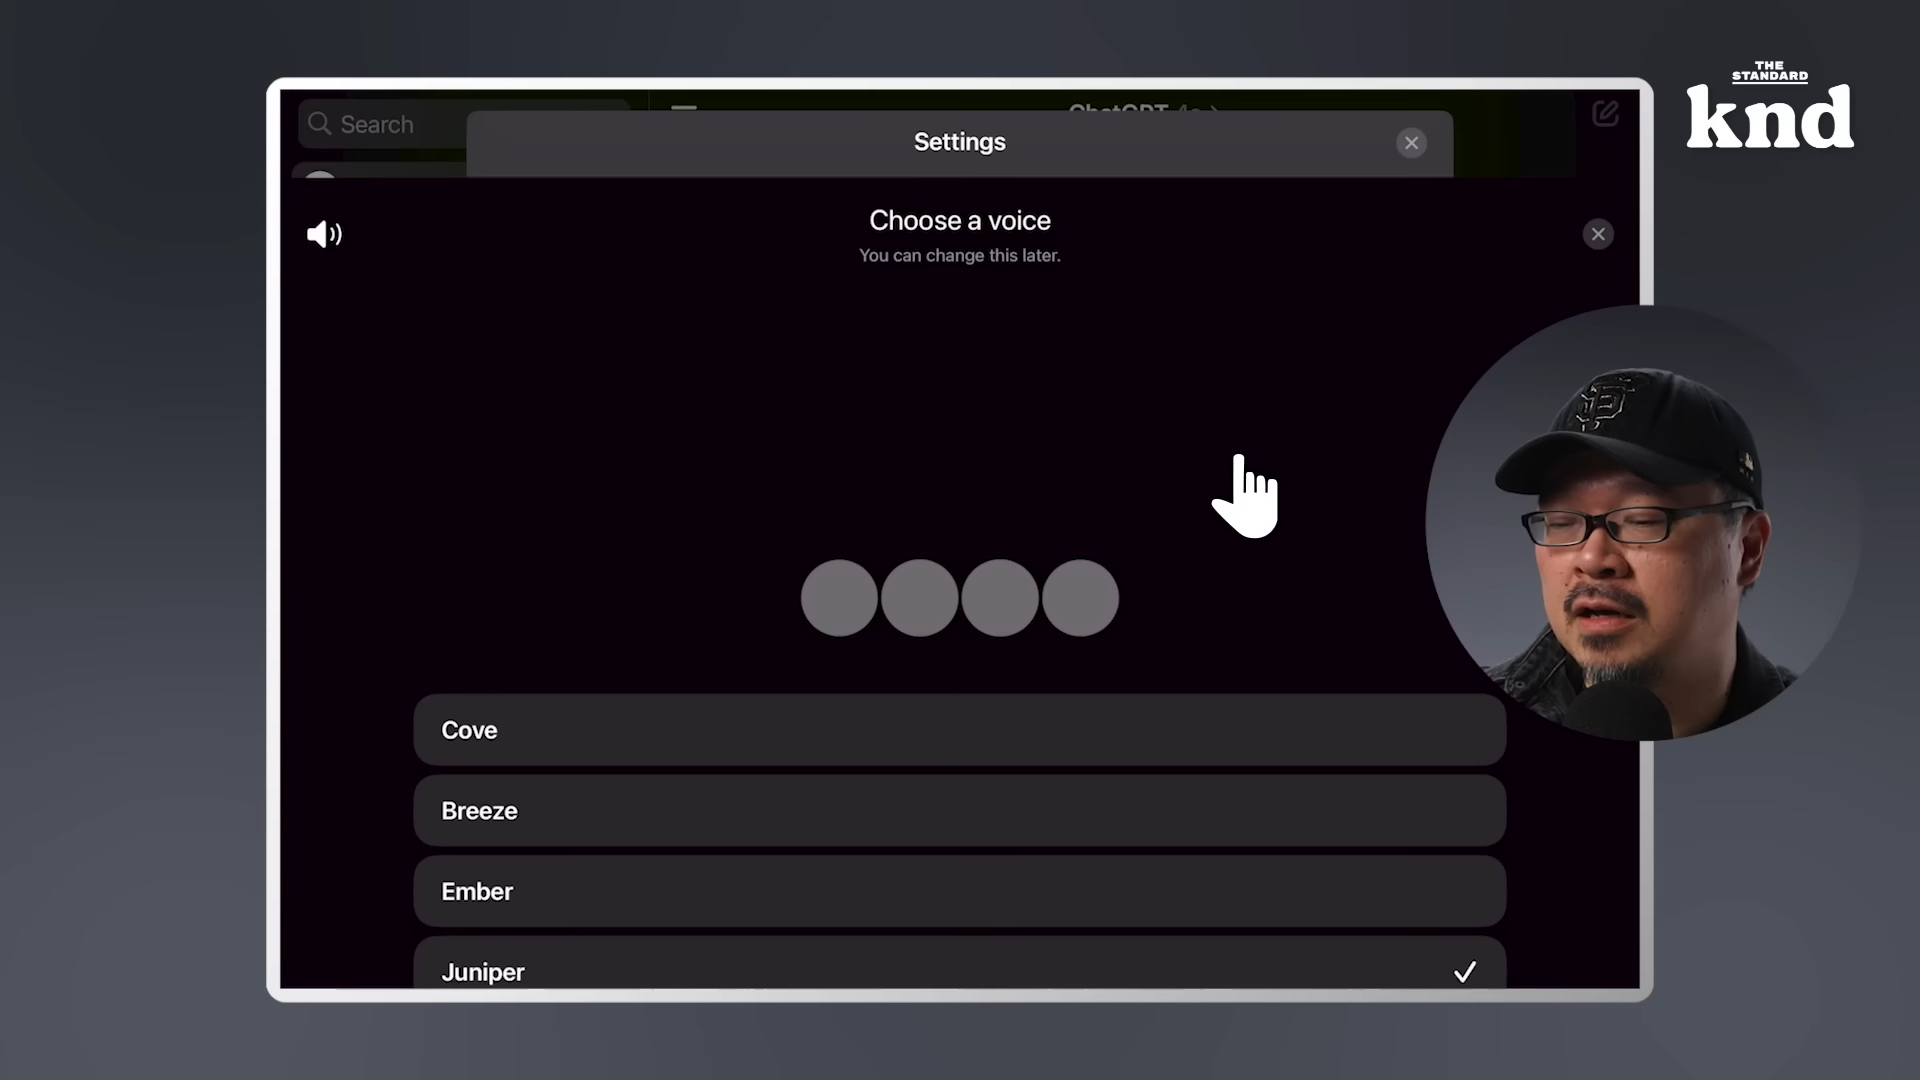 THE
STANDARD
knd
Search
Settings
Choose a voice
You can change this later.
Cove
Breeze
Ember
Juniper